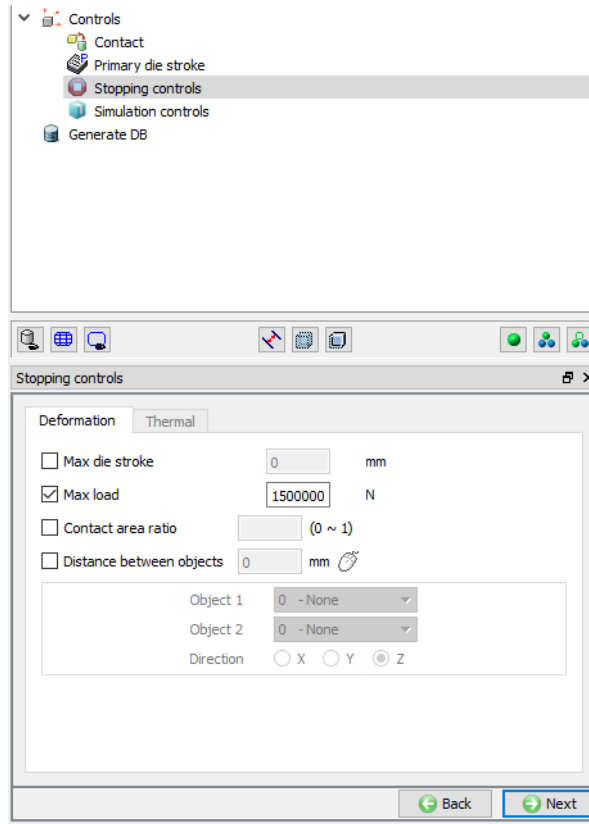 Controls
Contact
Primary die stroke
Stopping controls
Simulation controls
Generate DB
Stopping controls
Deformation Thermal
Max die stroke 0 mm
Max load 1500000 N
Contact area ratio (0 ~ 1)
Distance between objects 0 mm
Object 1 0 - None
Object 2 0 - None
Direction X Y Z
Back Next